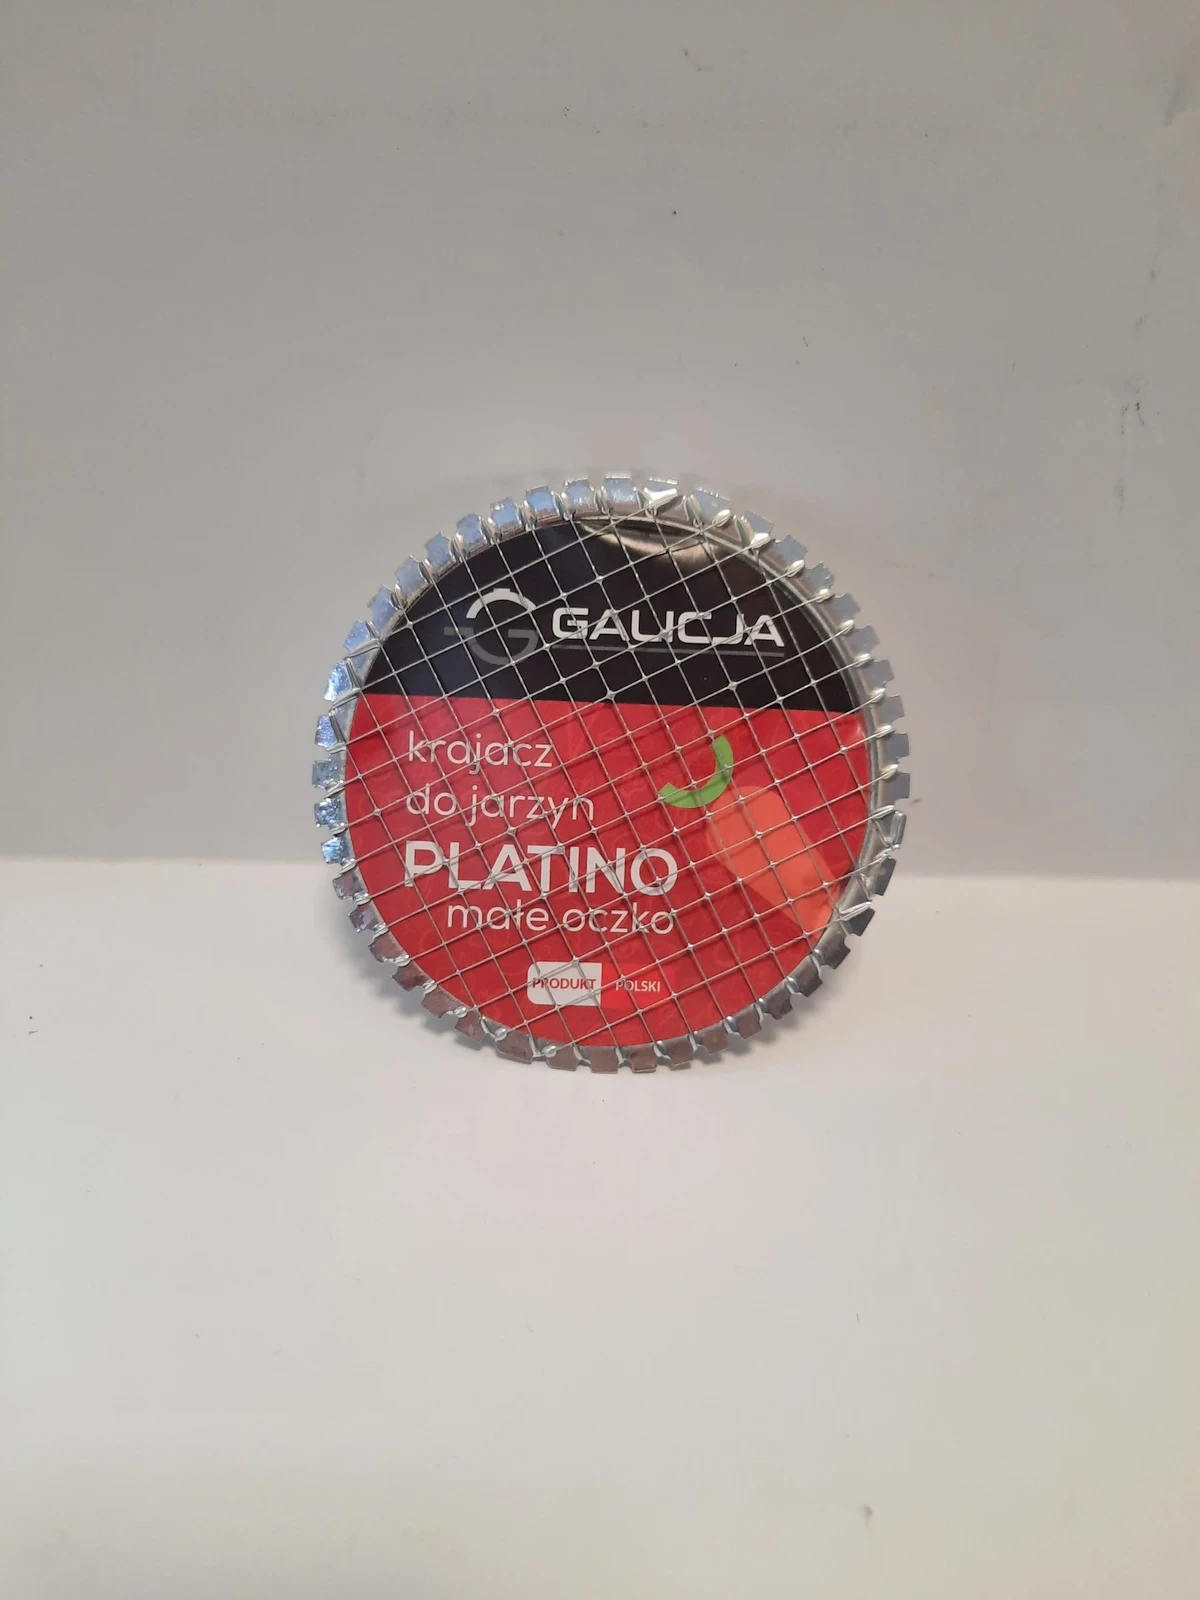 GALICJA
krajacz
do jarzyn
PLATINO
małe oczko
PRODUKT POLSKI